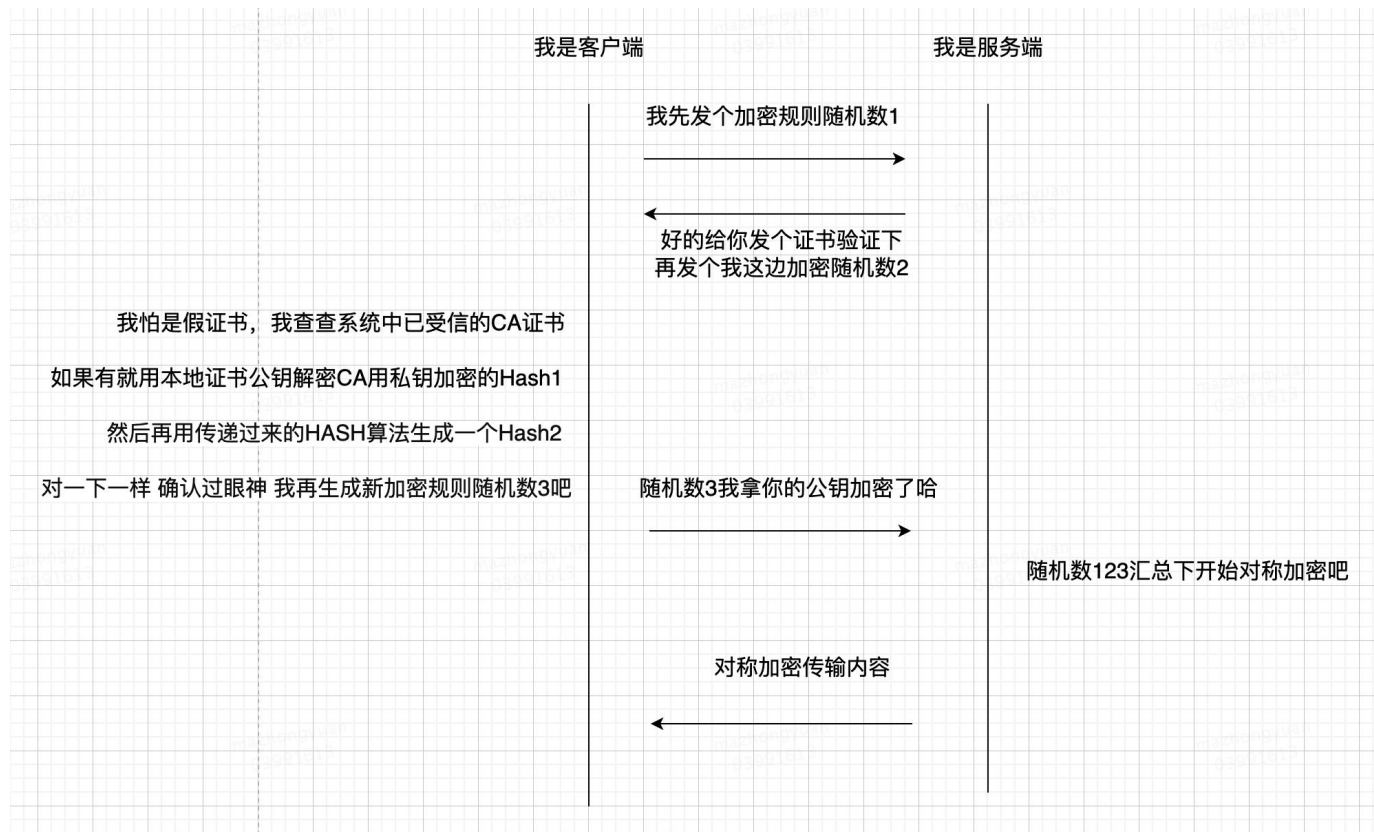 我是客户端
我是服务端
我先发个加密规则随机数1
好的给你发个证书验证下
再发个我这边加密随机数2
我怕是假证书，我查查系统中已受信的CA证书
如果有就用本地证书公钥解密CA用私钥加密的Hash1
然后再用传递过来的HASH算法生成一个Hash2
对一下一样 确认过眼神 我再生成新加密规则随机数3吧
随机数3我拿你的公钥加密了哈
随机数123汇总下开始对称加密吧
对称加密传输内容